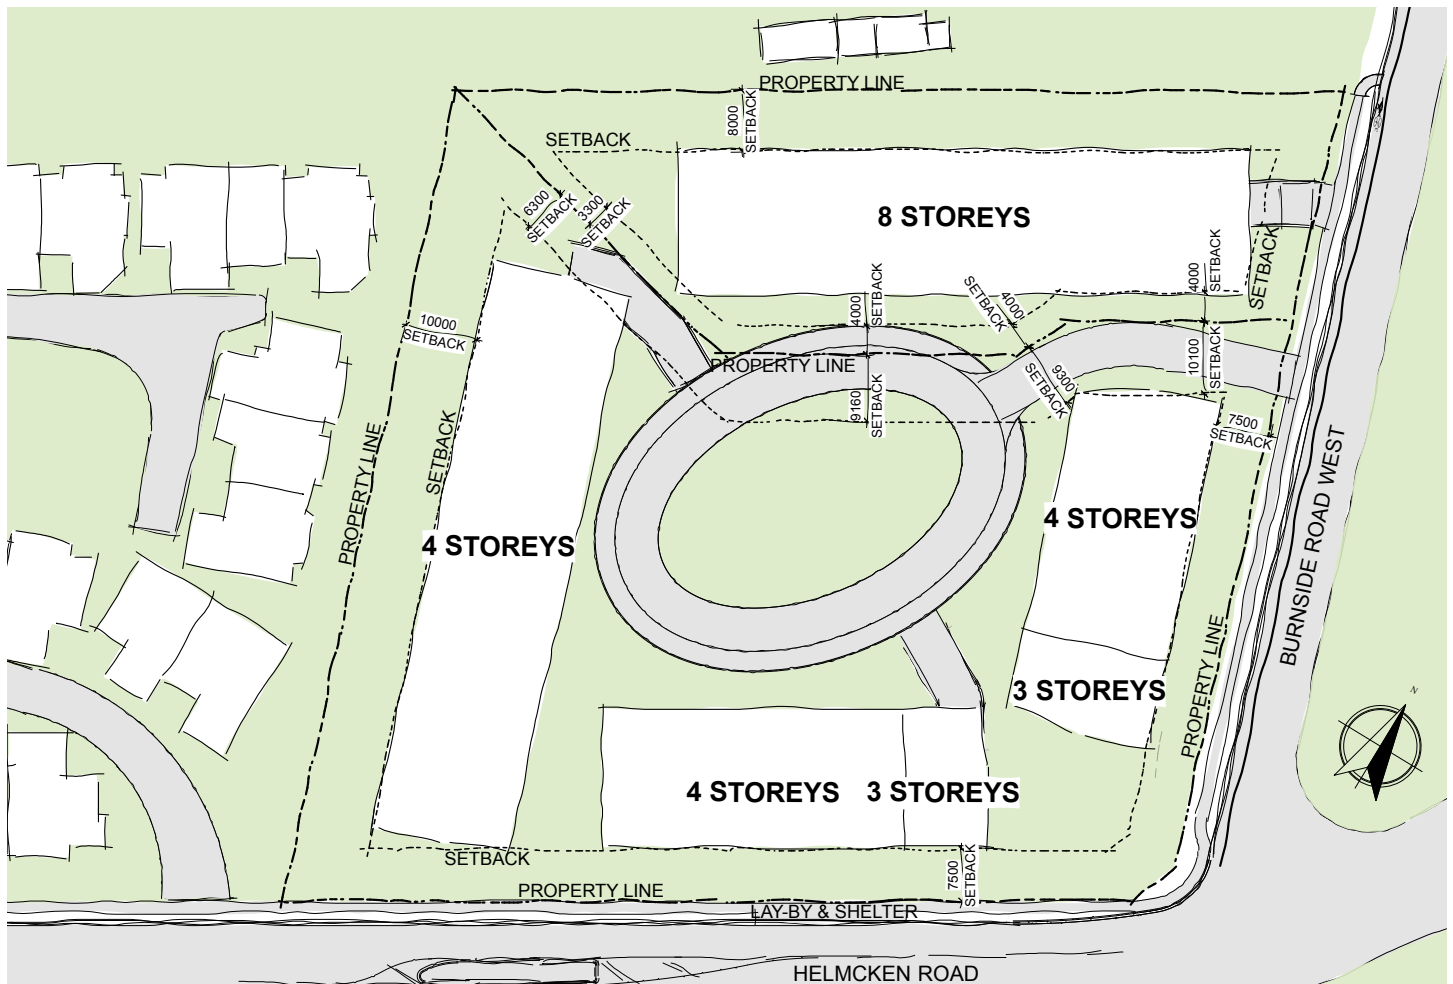 PROPERTY LINE
8000
SETBACK
SETBACK
6300
SETBACK
3300
SETBACK
8 STOREYS
SETBACK
4000
SETBACK
4000
SETBACK
4000
SETBACK
10000
SETBACK
PROPERTY LINE
10100
SETBACK
9300
SETBACK
9160
SETBACK
7500
SETBACK
PROPERTY LINE
SETBACK
4 STOREYS
4 STOREYS
BURNSIDE ROAD WEST
3 STOREYS
PROPERTY LINE
N
4 STOREYS
3 STOREYS
SETBACK
7500
SETBACK
PROPERTY LINE
LAY-BY & SHELTER
HELMCKEN ROAD